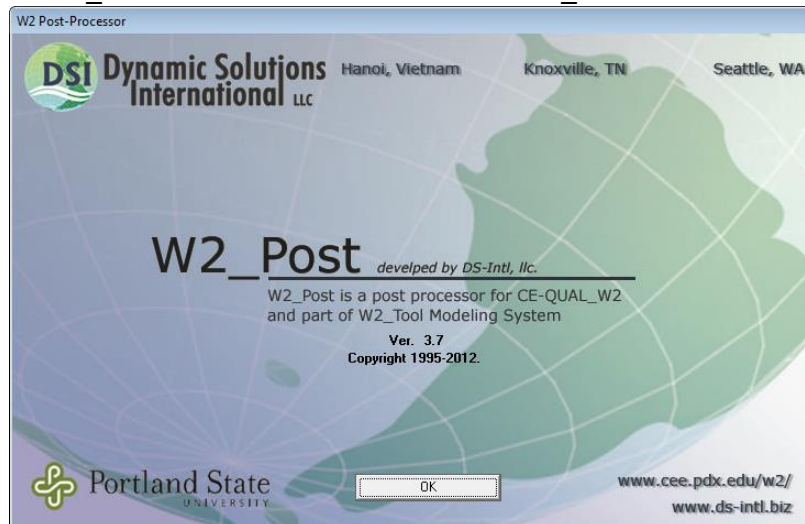 W2 Post-Processor
DSI Dynamic Solutions Hanoi, Vietnam Knoxville, TN Seattle, WA
International LLC
W2_Post develped by DS-Intl, llc.
W2_Post is a post processor for CE-QUAL_W2
and part of W2_Tool Modeling System
Ver. 3.7
Copyright 1995-2012.
Portland State OK www.cee.pdx.edu/w2/
UNIVERSITY www.ds-intl.biz